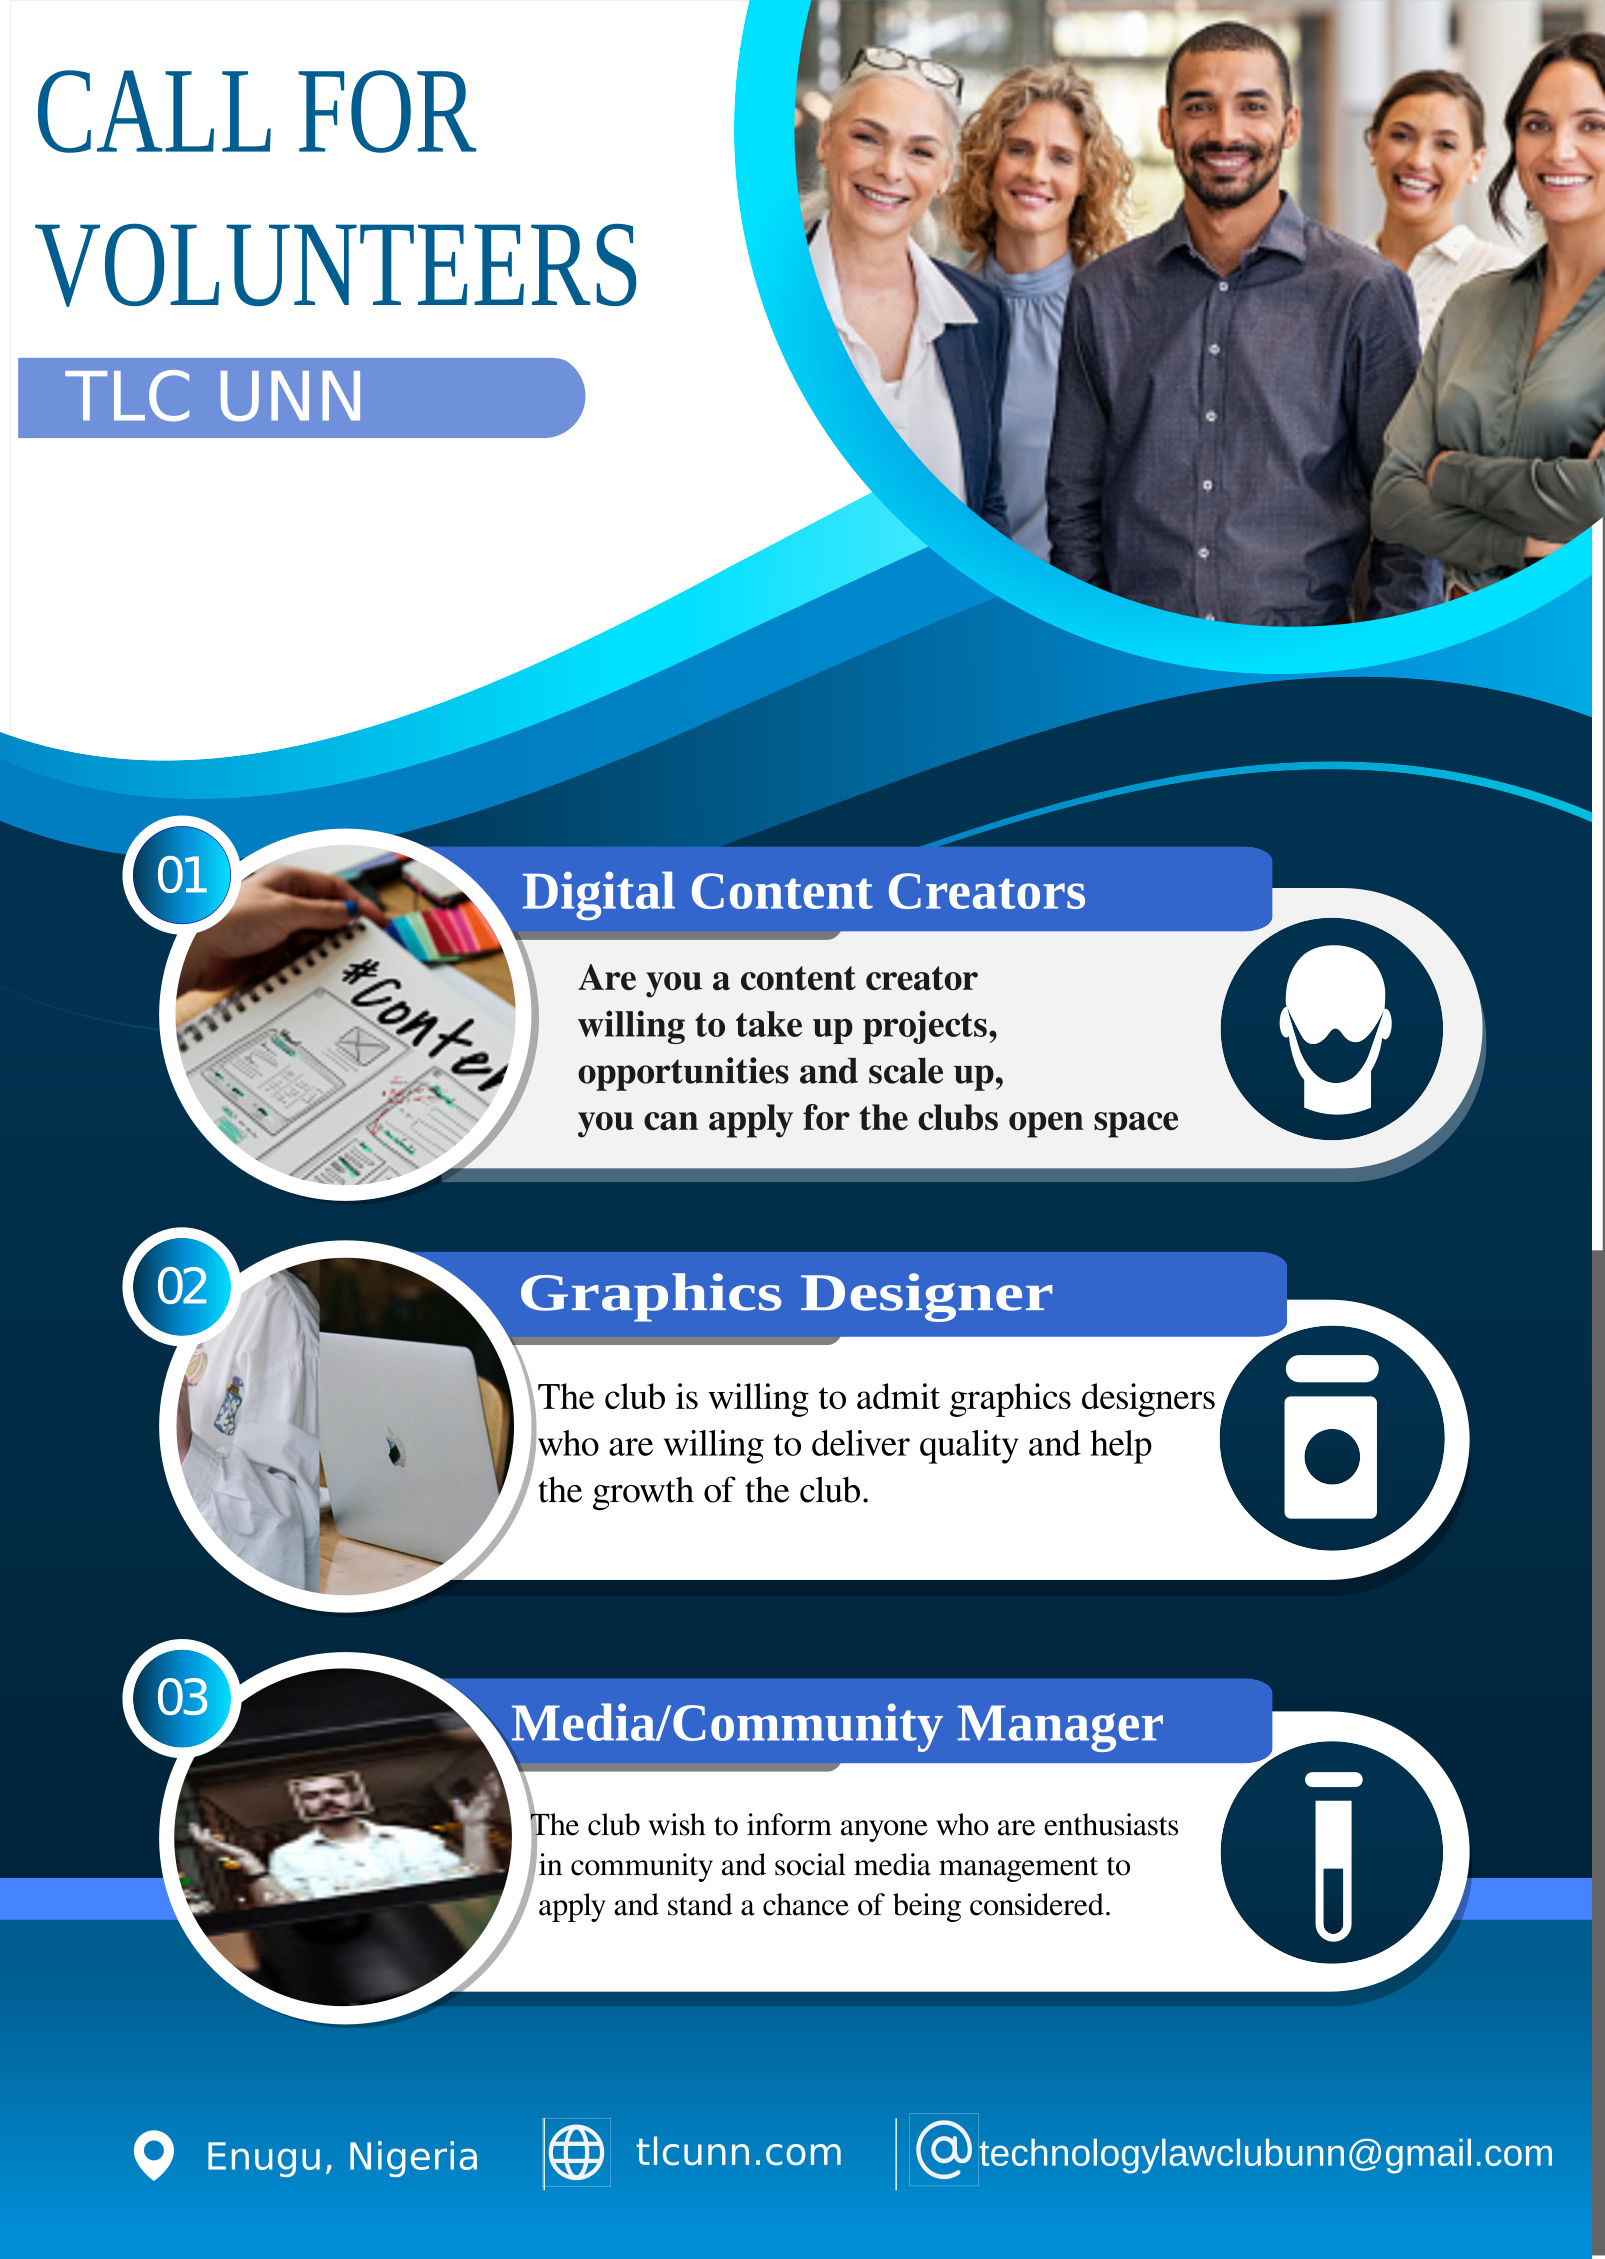 CALL FOR
VOLUNTEERS
TLC UNN
01
Digital Content Creators
#Conten
Are you a content creator
willing to take up projects,
opportunities and scale up,
you can apply for the clubs open space
02
Graphics Designer
The club is willing to admit graphics designers
who are willing to deliver quality and help
the growth of the club.
03
Media/Community Manager
The club wish to inform anyone who are enthusiasts
in community and social media management to
apply and stand a chance of being considered.
Enugu, Nigeria
tlcunn.com
@technologylawclubunn@gmail.com